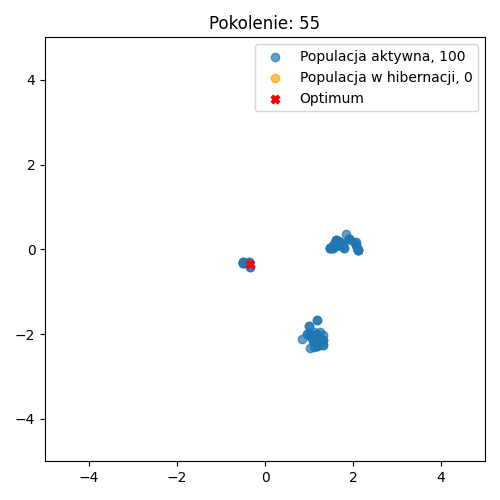 Pokolenie: 55
Populacja aktywna, 100
Populacja w hibernacji, 0
Optimum
4
2
0
−2
−4
−4 −2 0 2 4